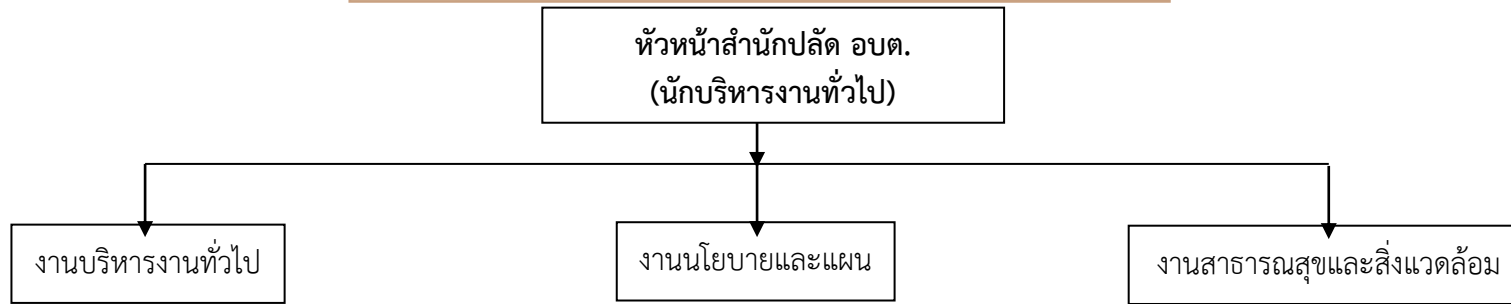 หัวหน้าสำนักปลัด อบต.
(นักบริหารงานทั่วไป)
งานบริหารงานทั่วไป
งานนโยบายและแผน
งานสาธารณสุขและสิ่งแวดล้อม